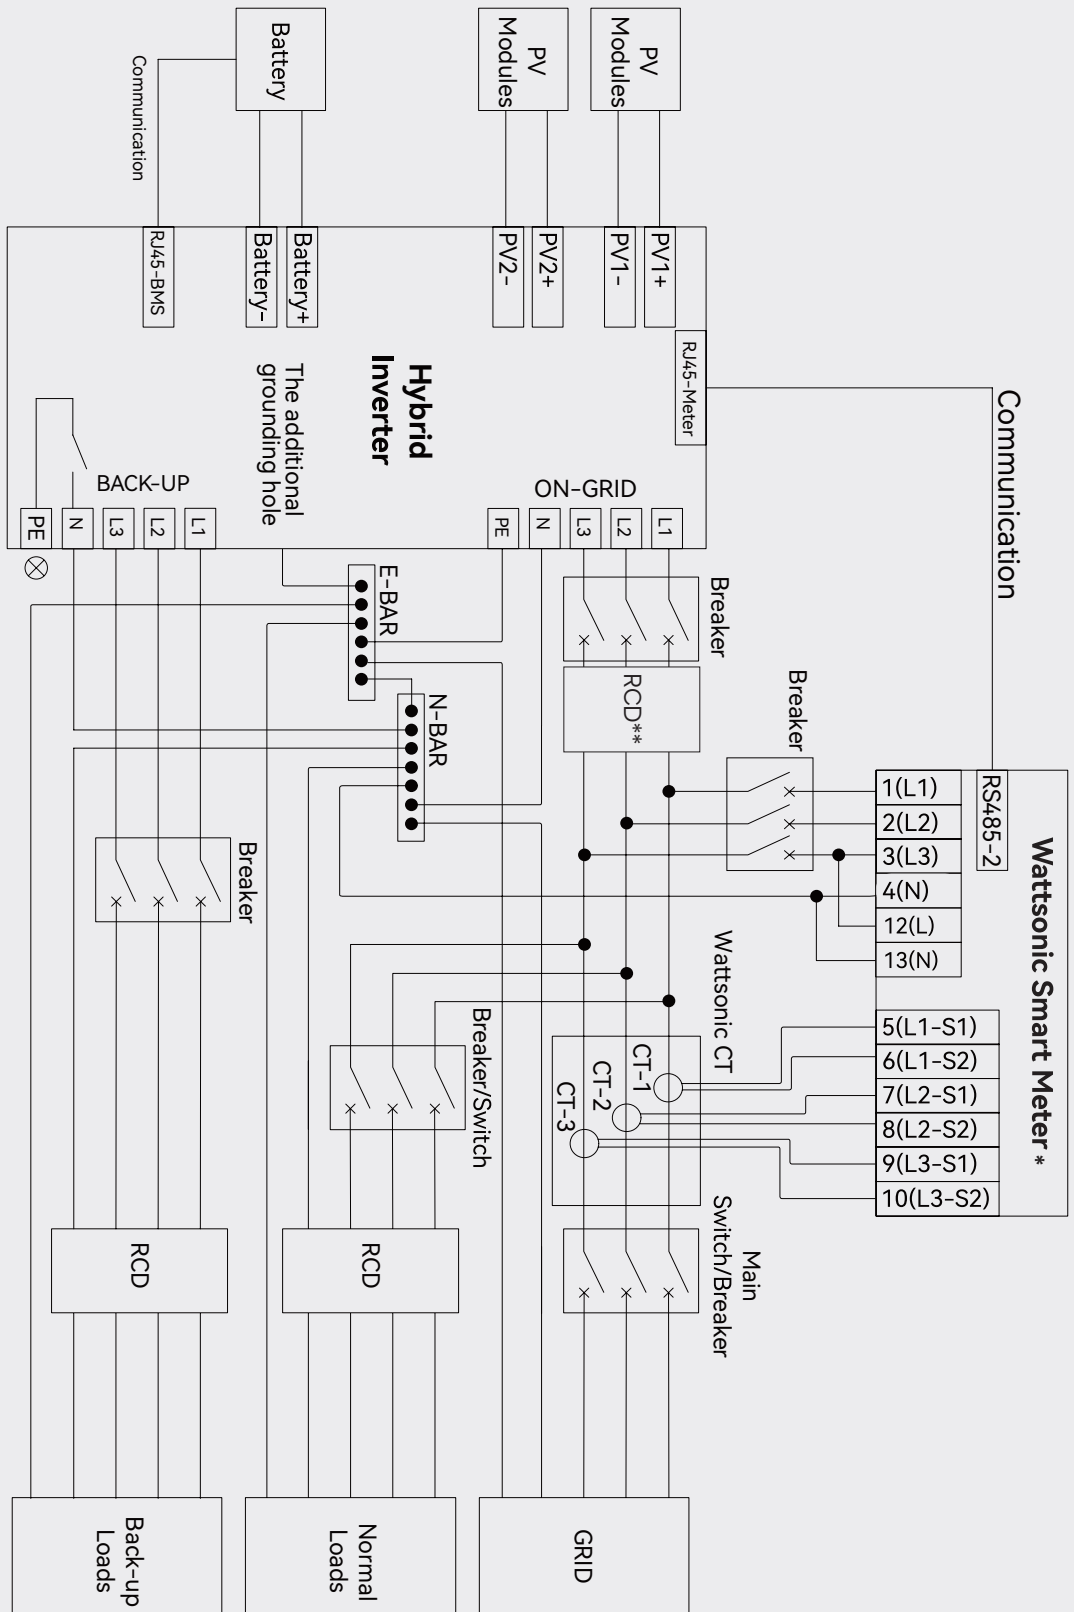 Battery
PV
Modules
PV
Modules
Communication
RJ45-BMS
Battery-
Battery+
PV2-
PV2+
PV1-
PV1+
RJ45-Meter
Hybrid
Inverter
The additional
grounding hole
Communication
BACK-UP
ON-GRID
PE
N
L3
L2
L1
PE
N
L3
L2
L1
E-BAR
Breaker
N-BAR
RCD**
Breaker
RS485-2
Wattsonic Smart Meter *
1(L1)
2(L2)
3(L3)
4(N)
12(L)
13(N)
5(L1-S1)
6(L1-S2)
7(L2-S1)
8(L2-S2)
9(L3-S1)
10(L3-S2)
Breaker
Breaker/Switch
Wattsonic CT
CT-1
CT-2
CT-3
Main
Switch/Breaker
RCD
RCD
Back-up
Loads
Normal
Loads
GRID